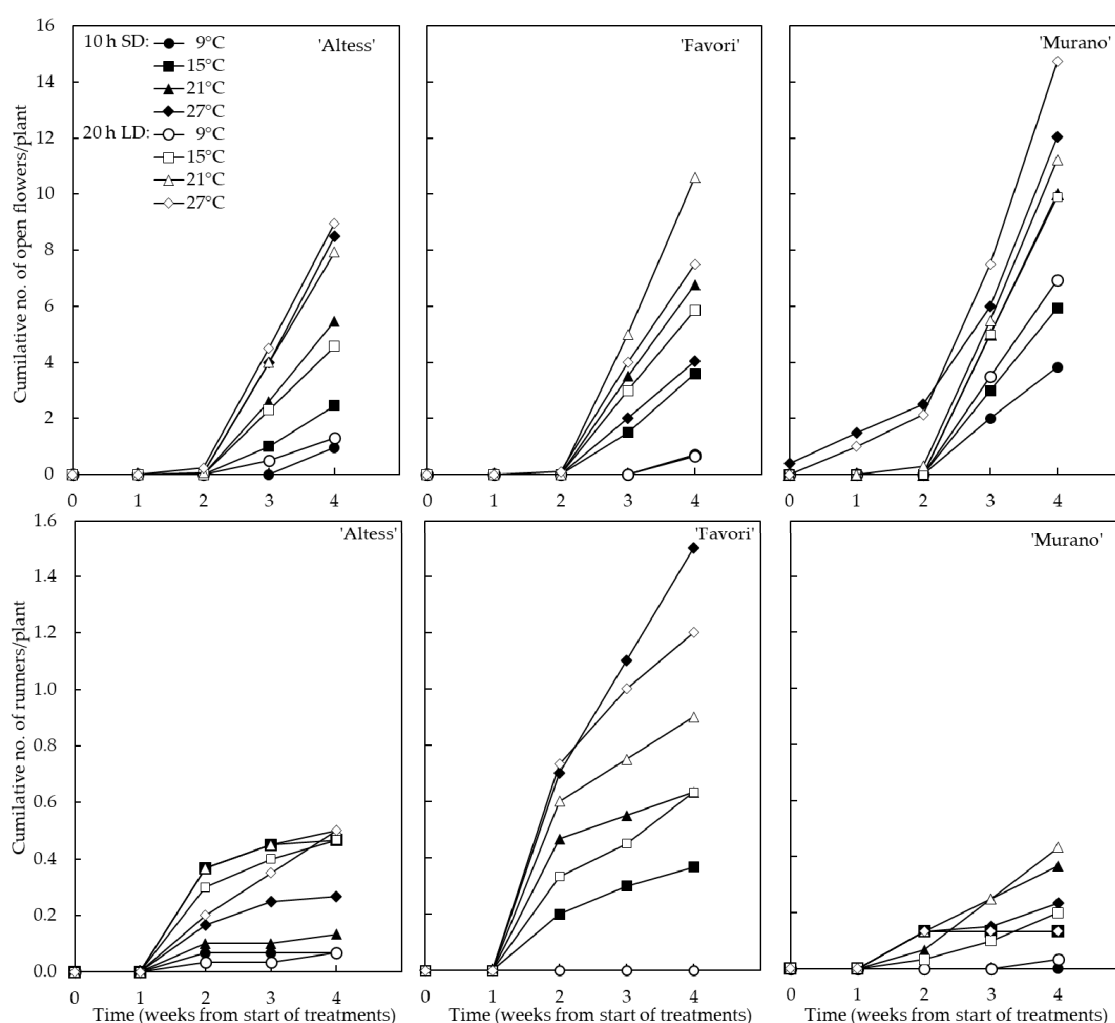 Cumilative no. of open flowers/plant
16
14
12
10
8
6
4
2
0
10 h SD: 9°C
15°C
21°C
27°C
20 h LD: 9°C
15°C
21°C
27°C
'Altess'
'Favori'
'Murano'
0 1 2 3 4
0 1 2 3 4
0 1 2 3 4
Cumilative no. of runners/plant
1.6
1.4
1.2
1.0
0.8
0.6
0.4
0.2
0.0
'Altess'
'Favori'
'Murano'
0 1 2 3 4
0 1 2 3 4
0 1 2 3 4
Time (weeks from start of treatments)
Time (weeks from start of treatments)
Time (weeks from start of treatments)